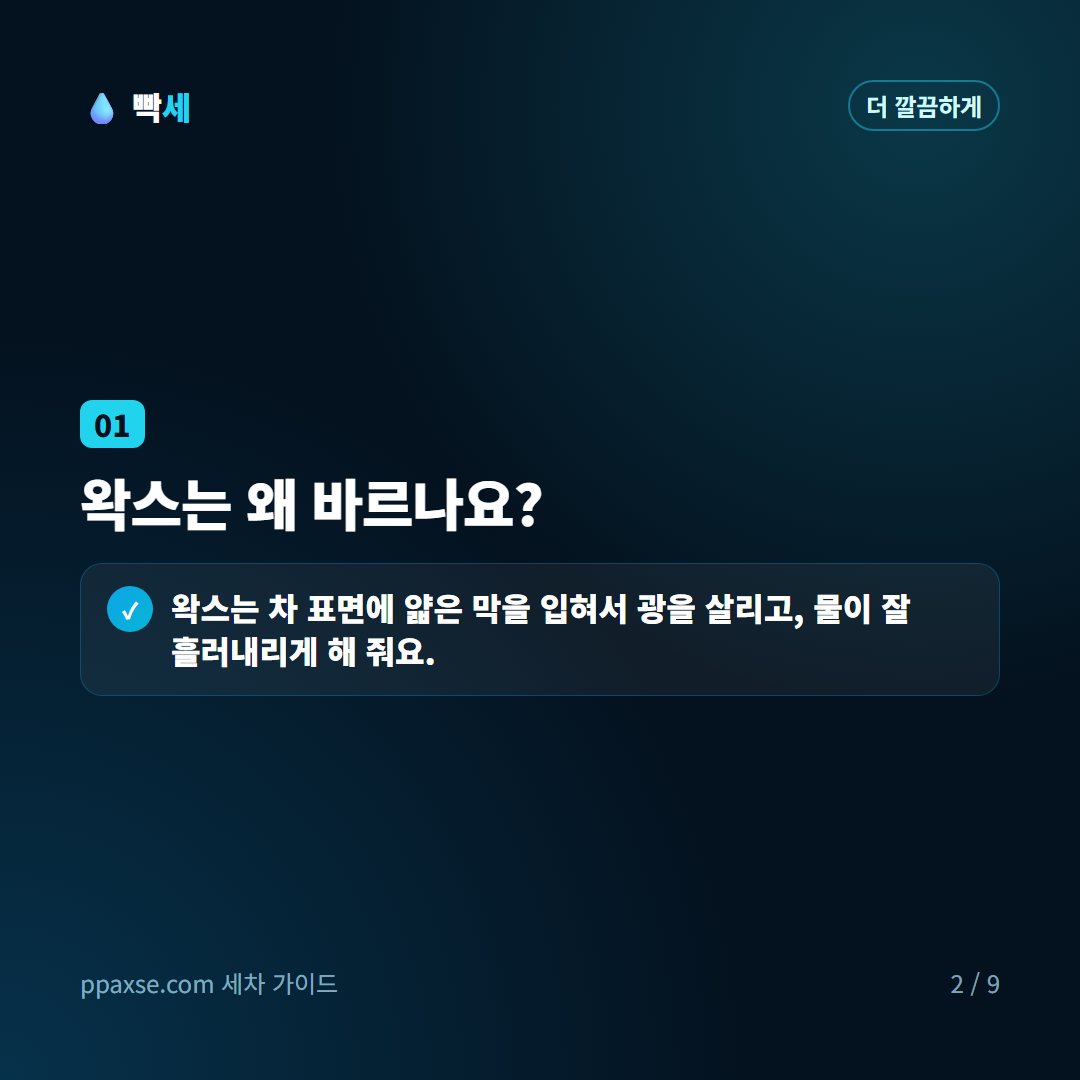 빡세
더 깔끔하게
01
왁스는 왜 바르나요?
✓ 왁스는 차 표면에 얇은 막을 입혀서 광을 살리고, 물이 잘
흘러내리게 해 줘요.
ppaxse.com 세차 가이드
2 / 9